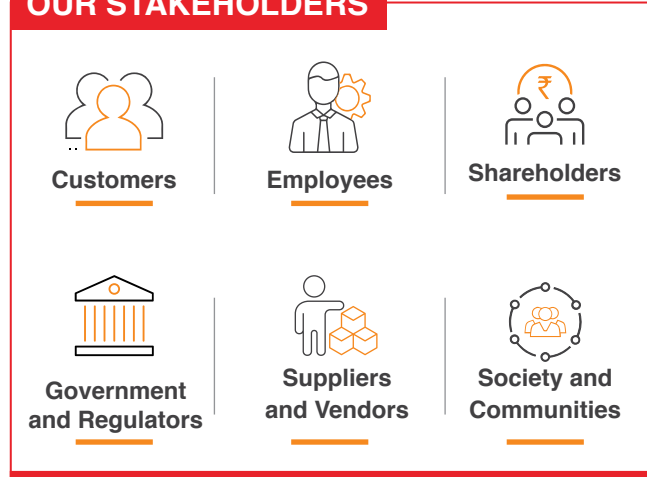 OUR STAKEHOLDERS
₹
Customers
Employees
Shareholders
Government
and Regulators
Suppliers
and Vendors
Society and
Communities